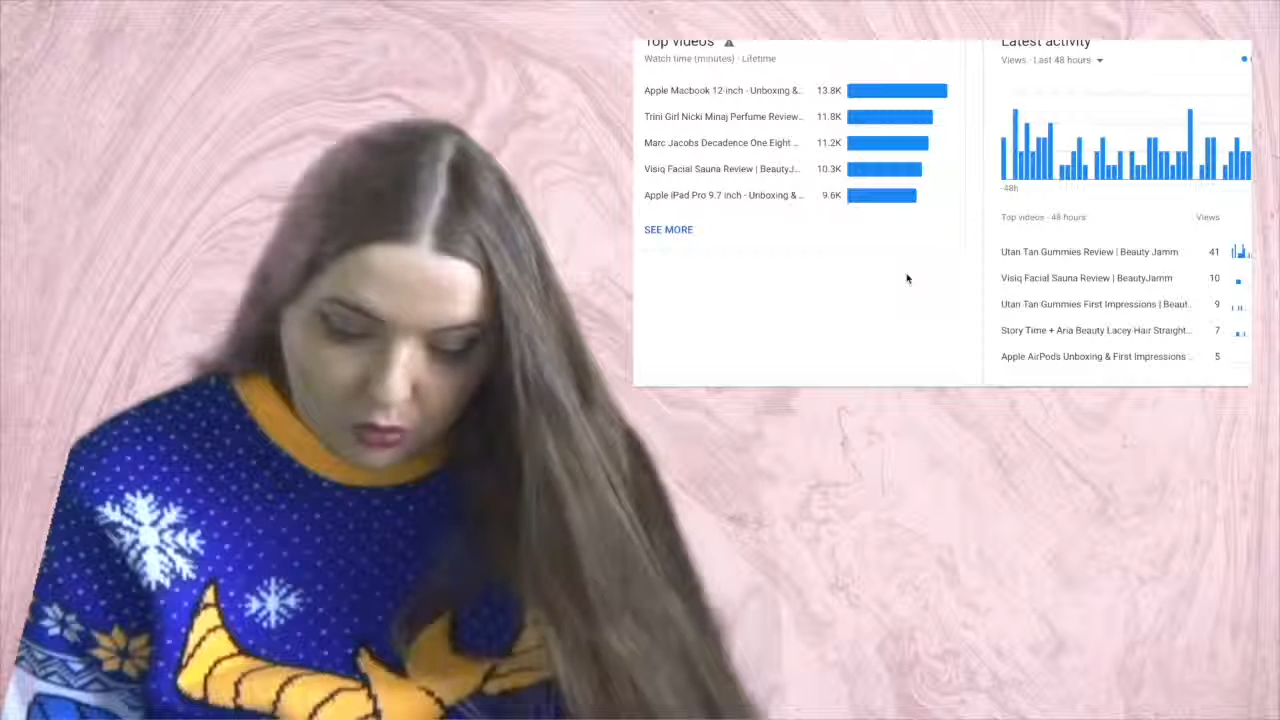 Top videos
Watch time (minutes) · Lifetime
Apple Macbook 12-inch - Unboxing &... 13.8K
Trini Girl Nicki Minaj Perfume Review... 11.8K
Marc Jacobs Decadence One Eight ... 11.2K
Visiq Facial Sauna Review | BeautyJ... 10.3K
Apple iPad Pro 9.7 inch - Unboxing & ... 9.6K
SEE MORE
Latest activity
Views · Last 48 hours
-48h
Top videos · 48 hours Views
Utan Tan Gummies Review | Beauty Jamm 41
Visiq Facial Sauna Review | BeautyJamm 10
Utan Tan Gummies First Impressions | Beaut... 9
Story Time + Aria Beauty Lacey Hair Straight... 7
Apple AirPods Unboxing & First Impressions ... 5